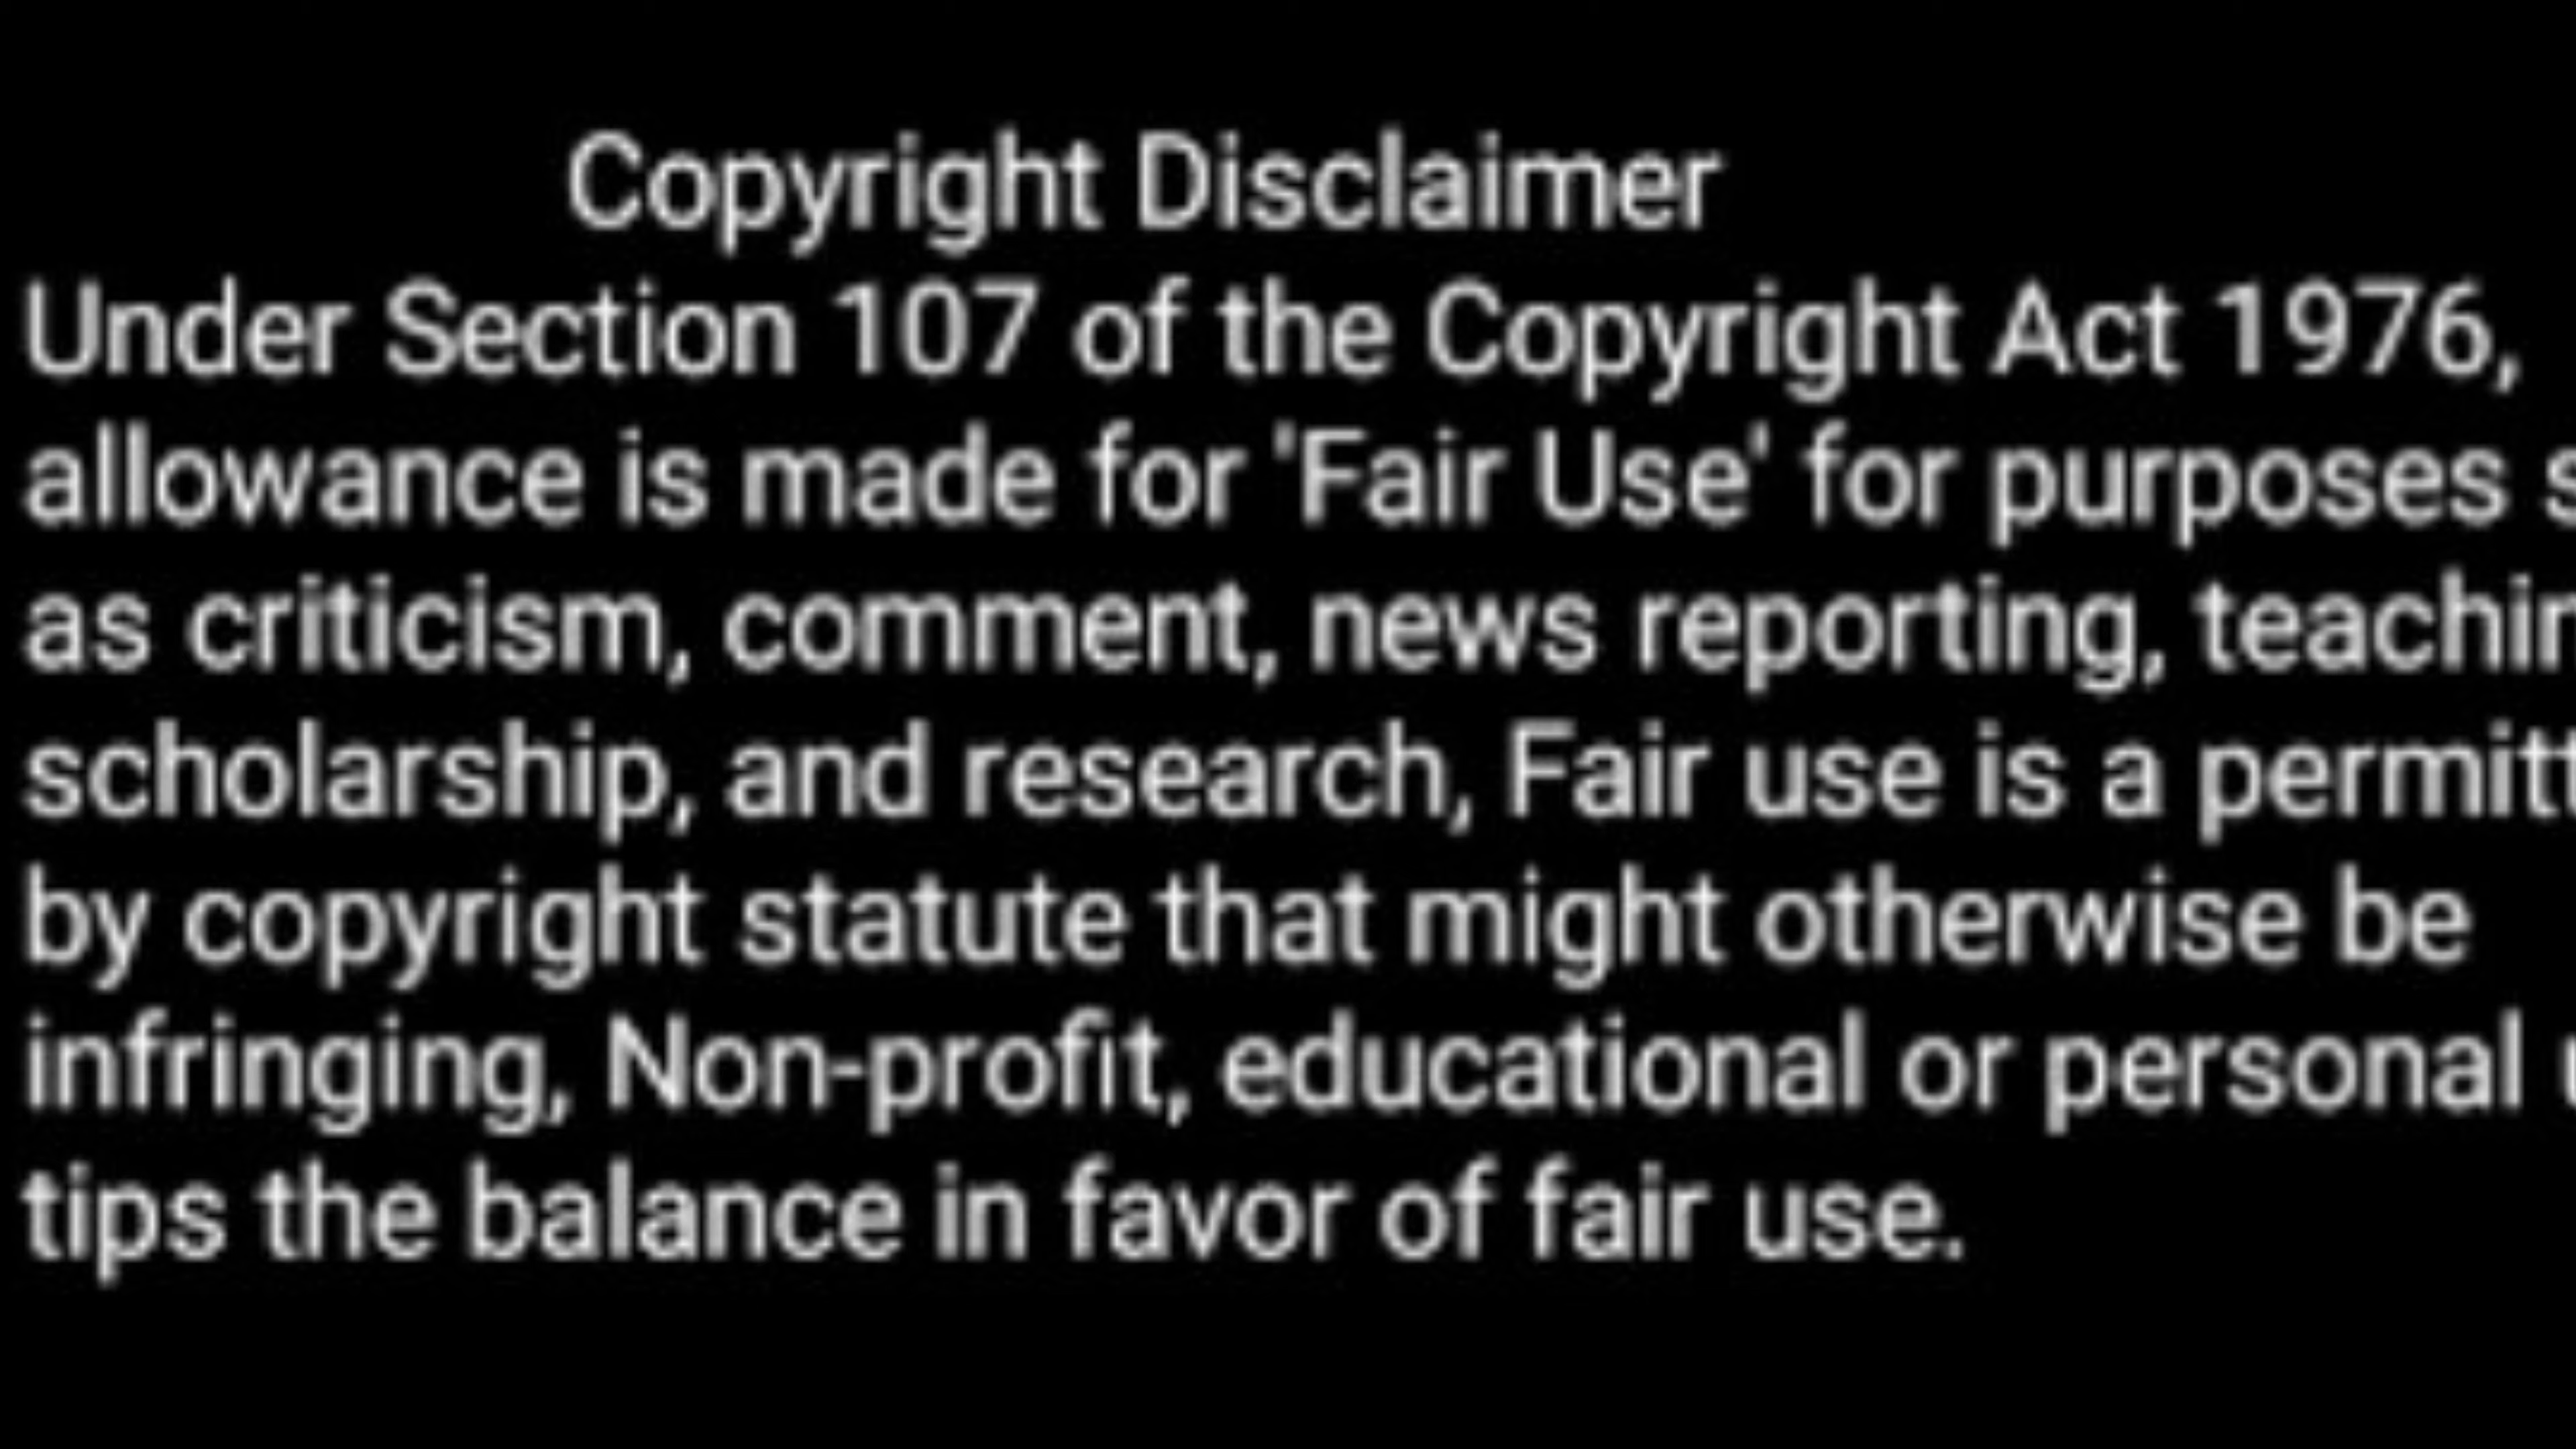 Copyright Disclaimer
Under Section 107 of the Copyright Act 1976,
allowance is made for 'Fair Use' for purposes
as criticism, comment, news reporting,
scholarship, and research, Fair use is a
by copyright statute that might otherwise be
infringing, Non-profit, educational or personal
tips the balance in favor of fair use.